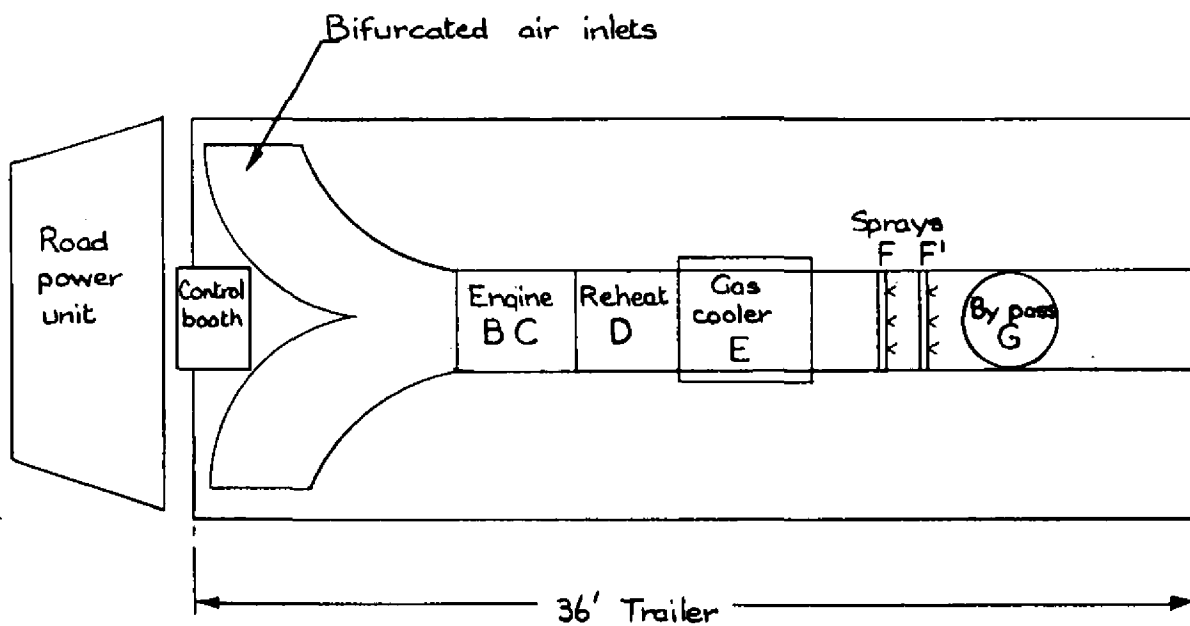 Bifurcated air inlets
Road
power
unit
Control
booth
Engine
B C
Reheat
D
Gas
cooler
E
Sprays
F F'
By pass
G
36' Trailer